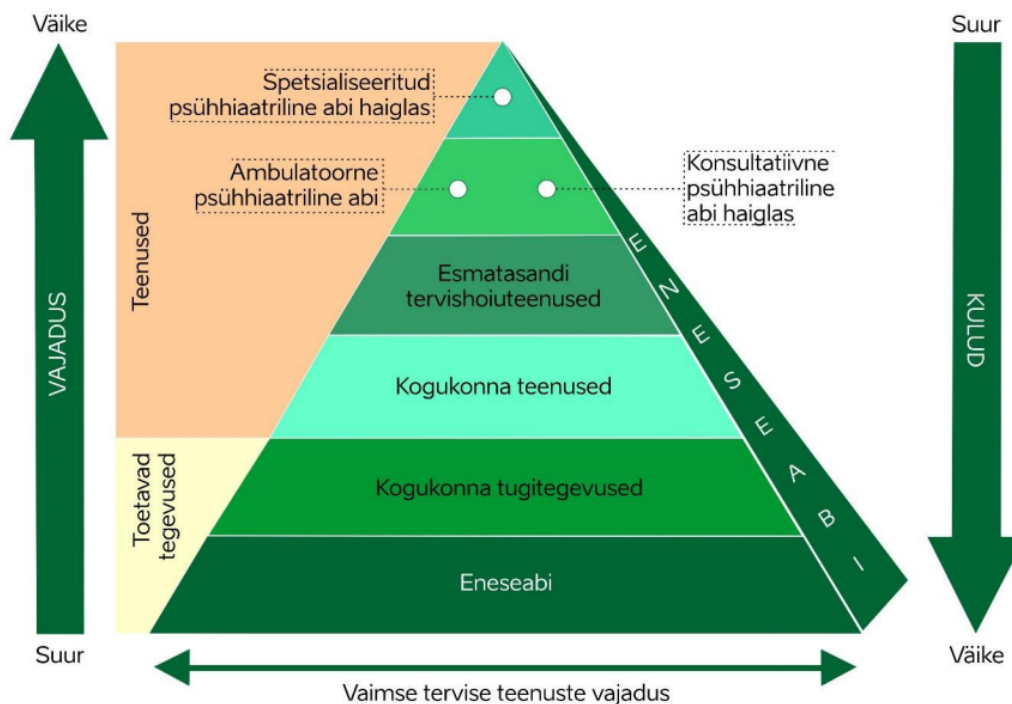 Väike
Suur
Spetsialiseeritud
psühhiaatriline abi haiglas
Ambulatoorne
psühhiaatriline abi
Konsultatiivne
psühhiaatriline
abi haiglas
Teenused
VAJADUS
Esmatasandi
tervishoiuteenused
ENESEABI
KULUD
Kogukonna teenused
Toetavad
tegevused
Kogukonna tugitegevused
Eneseabi
Suur
Väike
Vaimse tervise teenuste vajadus